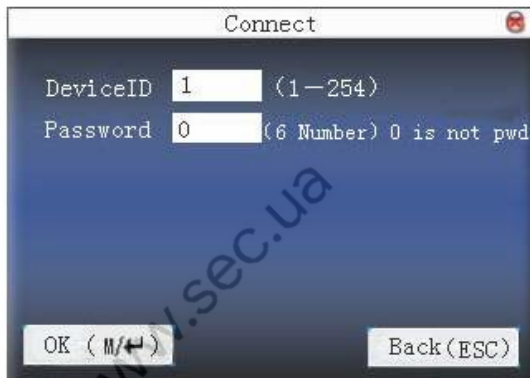 Connect
DeviceID 1 (1-254)
Password 0 (6 Number) 0 is not pwd
www.sec.ua
OK (M/↵) Back(ESC)